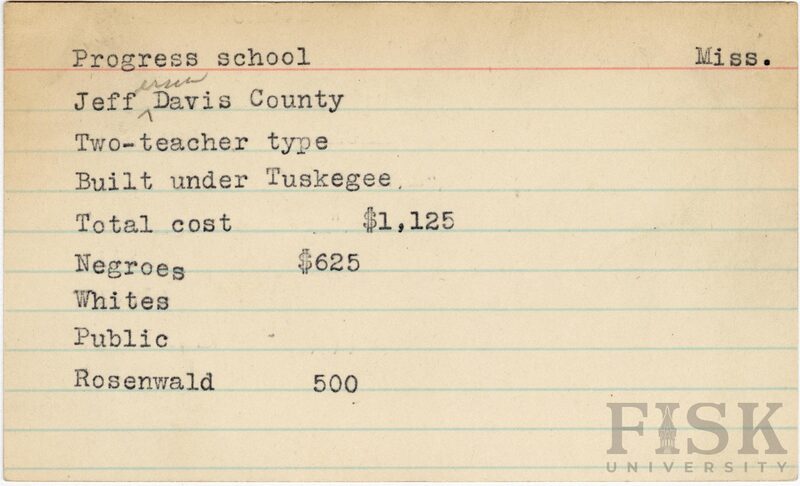 Progress school Miss.
Jeff^erson Davis County
Two-teacher type
Built under Tuskegee.
Total cost $1,125
Negroes $625
Whites
Public
Rosenwald 500
FISK
UNIVERSITY